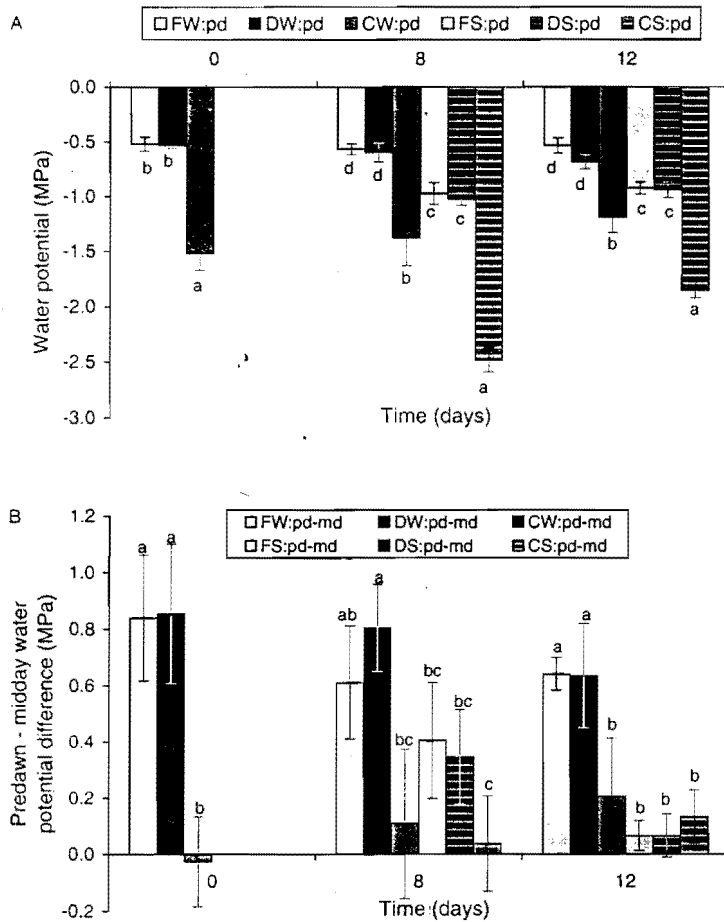 A
FW:pd DW:pd CW:pd FS:pd DS:pd CS:pd
0 8 12
0.0
-0.5
-1.0
-1.5
-2.0
-2.5
-3.0
Water potential (MPa)
b b a
d d b c c a
d d b c c a
Time (days)
B
FW:pd-md DW:pd-md CW:pd-md
FS:pd-md DS:pd-md CS:pd-md
1.2
1.0
0.8
0.6
0.4
0.2
0.0
-0.2
Predawn - midday water
potential difference (MPa)
a a b
ab a bc bc bc c
a a b b b b
0 8 12
Time (days)